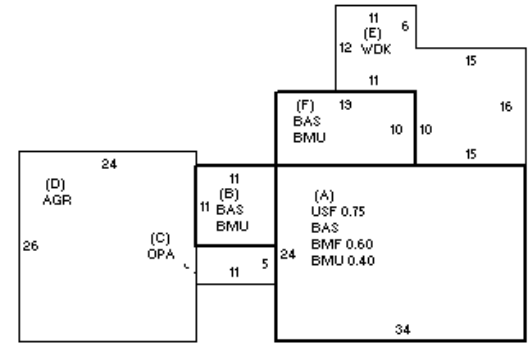 11
(E)
6
12 WDK
15
11
16
(F) 19
BAS
BMU
10 10
15
24
11
(D)
AGR
(B)
11 BAS
BMU
(A)
USF 0.75
BAS
BMF 0.60
BMU 0.40
(C)
OPA
26
5 24
11
34